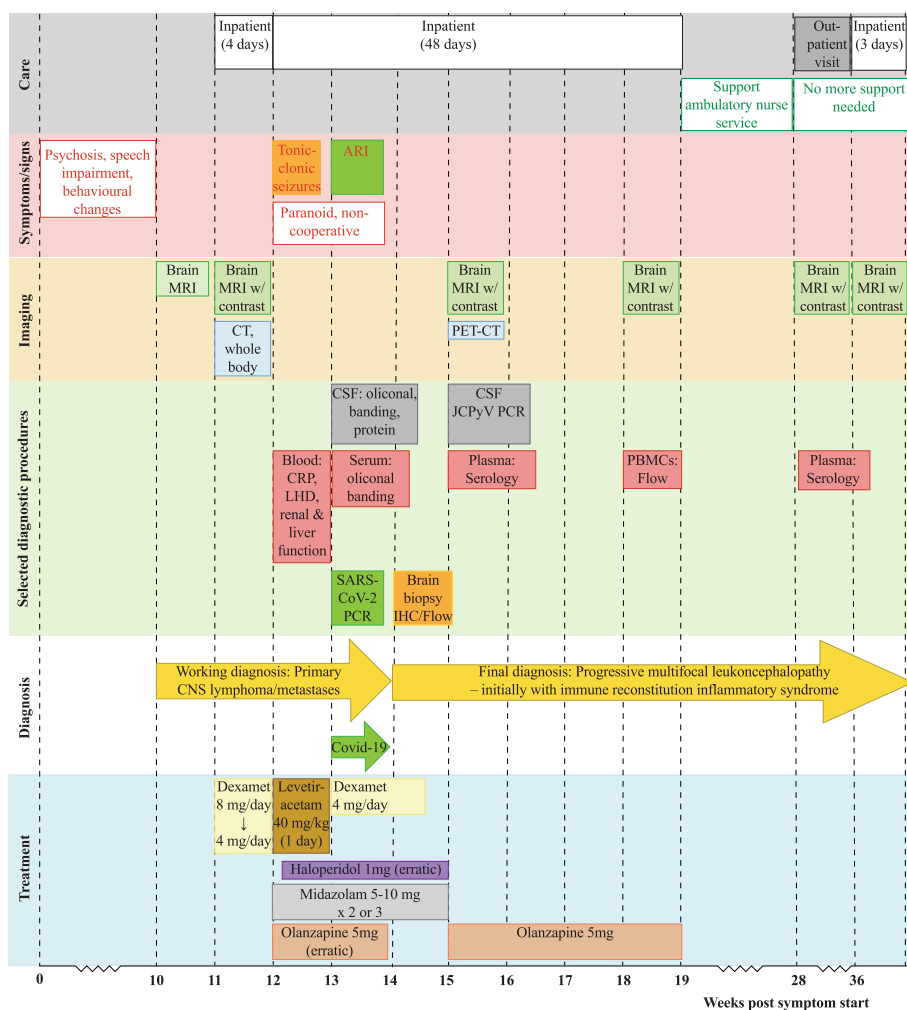 Care
Inpatient
(4 days)
Inpatient
(48 days)
Out-
patient
visit
Inpatient
(3 days)
Support
ambulatory nurse
service
No more support
needed
Symptoms/signs
Psychosis, speech
impairment,
behavioural
changes
Tonic-
clonic
seizures
ARI
Paranoid, non-
cooperative
Imaging
Brain
MRI
Brain
MRI w/
contrast
Brain
MRI w/
contrast
Brain
MRI w/
contrast
Brain
MRI w/
contrast
Brain
MRI w/
contrast
CT,
whole
body
PET-CT
Selected diagnostic procedures
CSF: oliconal,
banding,
protein
CSF
JCPyV PCR
Blood:
CRP,
LHD,
renal &
liver
function
Serum:
oliconal
banding
Plasma:
Serology
PBMCs:
Flow
Plasma:
Serology
SARS-
CoV-2
PCR
Brain
biopsy
IHC/Flow
Diagnosis
Working diagnosis: Primary
CNS lymphoma/metastases
Final diagnosis: Progressive multifocal leukoncephalopathy
– initially with immune reconstitution inflammatory syndrome
Covid-19
Treatment
Dexamet
8 mg/day
↓
4 mg/day
Levetir-
acetam
40 mg/kg
(1 day)
Dexamet
4 mg/day
Haloperidol 1mg (erratic)
Midazolam 5-10 mg
x 2 or 3
Olanzapine 5mg
(erratic)
Olanzapine 5mg
0 10 11 12 13 14 15 16 17 18 19 28 36
Weeks post symptom start